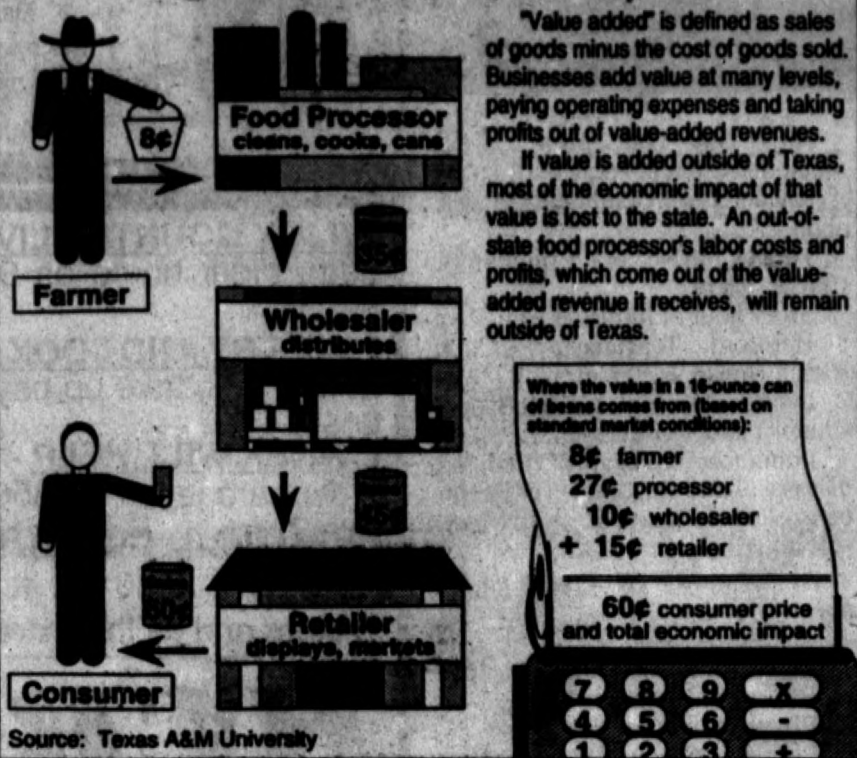 "Value added" is defined as sales
of goods minus the cost of goods sold.
Businesses add value at many levels,
paying operating expenses and taking
profits out of value-added revenues.
If value is added outside of Texas,
most of the economic impact of that
value is lost to the state. An out-of-
state food processor's labor costs and
profits, which come out of the value-
added revenue it receives, will remain
outside of Texas.
8¢
Farmer
Food Processor
cleans, cooks, cans
35¢
Wholesaler
distributes
45¢
Retailer
displays, markets
60¢
Consumer
Source: Texas A&M University
Where the value in a 16-ounce can
of beans comes from (based on
standard market conditions):
8¢ farmer
27¢ processor
10¢ wholesaler
+ 15¢ retailer
60¢ consumer price
and total economic impact
7 8 9 X
4 5 6 -
1 2 3 +